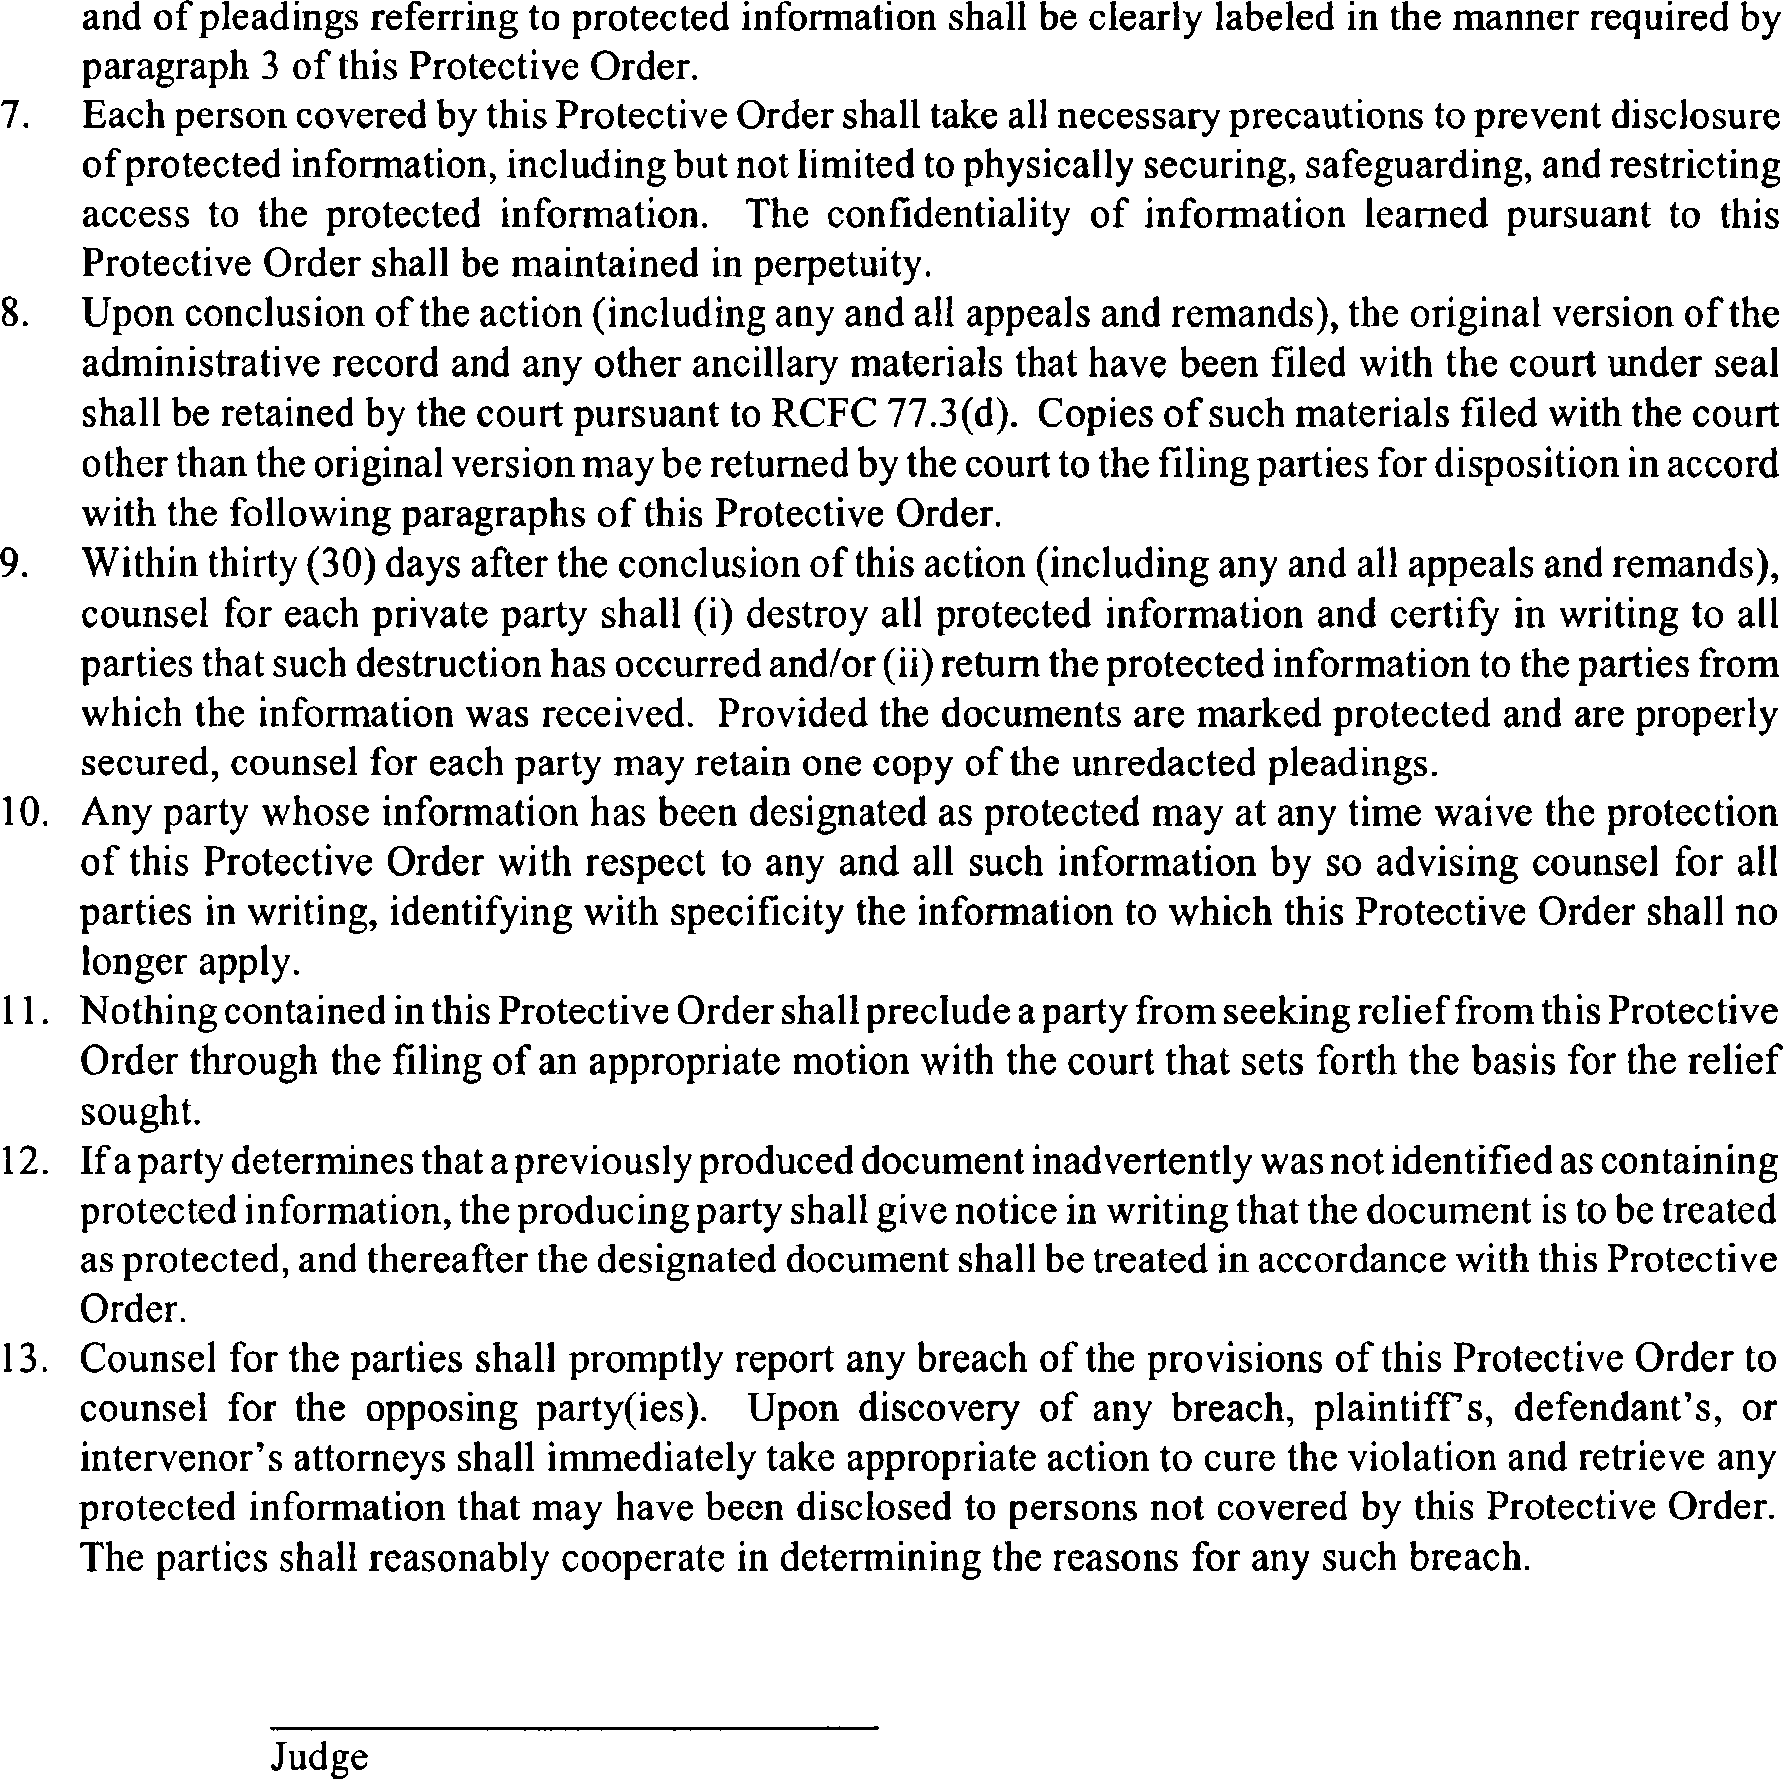 and of pleadings referring to protected information shall be clearly labeled in the manner required by
paragraph 3 of this Protective Order.
7. Each person covered by this Protective Order shall take all necessary precautions to prevent disclosure
of protected information, including but not limited to physically securing, safeguarding, and restricting
access to the protected information. The confidentiality of information learned pursuant to this
Protective Order shall be maintained in perpetuity.
8. Upon conclusion of the action (including any and all appeals and remands), the original version of the
administrative record and any other ancillary materials that have been filed with the court under seal
shall be retained by the court pursuant to RCFC 77.3(d). Copies of such materials filed with the court
other than the original version may be returned by the court to the filing parties for disposition in accord
with the following paragraphs of this Protective Order.
9. Within thirty (30) days after the conclusion of this action (including any and all appeals and remands),
counsel for each private party shall (i) destroy all protected information and certify in writing to all
parties that such destruction has occurred and/or (ii) return the protected information to the parties from
which the information was received. Provided the documents are marked protected and are properly
secured, counsel for each party may retain one copy of the unredacted pleadings.
10. Any party whose information has been designated as protected may at any time waive the protection
of this Protective Order with respect to any and all such information by so advising counsel for all
parties in writing, identifying with specificity the information to which this Protective Order shall no
longer apply.
11. Nothing contained in this Protective Order shall preclude a party from seeking relief from this Protective
Order through the filing of an appropriate motion with the court that sets forth the basis for the relief
sought.
12. If a party determines that a previously produced document inadvertently was not identified as containing
protected information, the producing party shall give notice in writing that the document is to be treated
as protected, and thereafter the designated document shall be treated in accordance with this Protective
Order.
13. Counsel for the parties shall promptly report any breach of the provisions of this Protective Order to
counsel for the opposing party(ies). Upon discovery of any breach, plaintiff's, defendant's, or
intervenor's attorneys shall immediately take appropriate action to cure the violation and retrieve any
protected information that may have been disclosed to persons not covered by this Protective Order.
The parties shall reasonably cooperate in determining the reasons for any such breach.
Judge